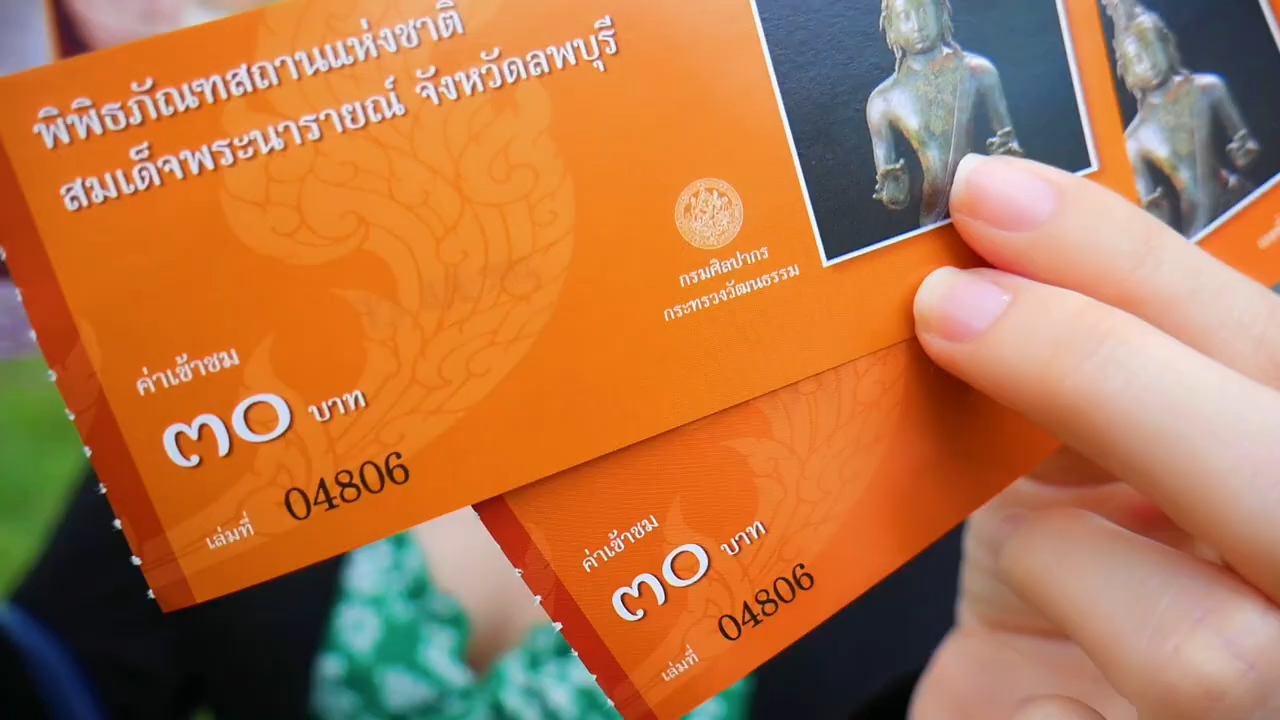 พิพิธภัณฑสถานแห่งชาติ
สมเด็จพระนารายณ์ จังหวัดลพบุรี
กรมศิลปากร
กระทรวงวัฒนธรรม
ค่าเข้าชม
๓๐ บาท
เล่มที่ 04806
ค่าเข้าชม
๓๐ บาท
เล่มที่ 04806